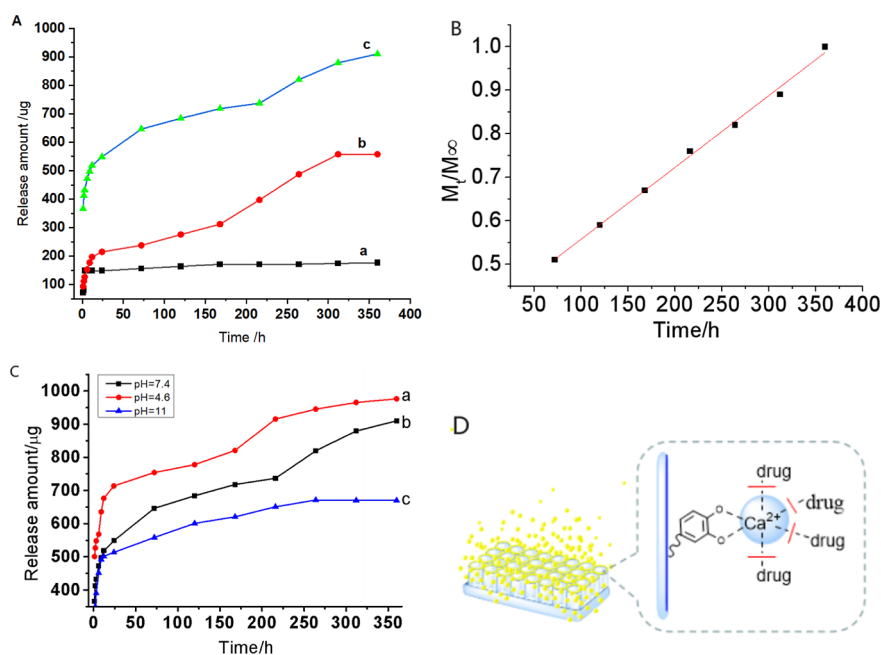 A
1000
900
800
700
600
500
400
300
200
100
0 50 100 150 200 250 300 350 400
Release amount /ug
Time /h
c
b
a
B
1.0
0.9
0.8
0.7
0.6
0.5
50 100 150 200 250 300 350 400
Mt/M∞
Time/h
C
pH=7.4
pH=4.6
pH=11
1000
900
800
700
600
500
400
0 50 100 150 200 250 300 350
Release amount/μg
Time/h
a
b
c
D
drug
drug
drug
drug
O
O
Ca2+